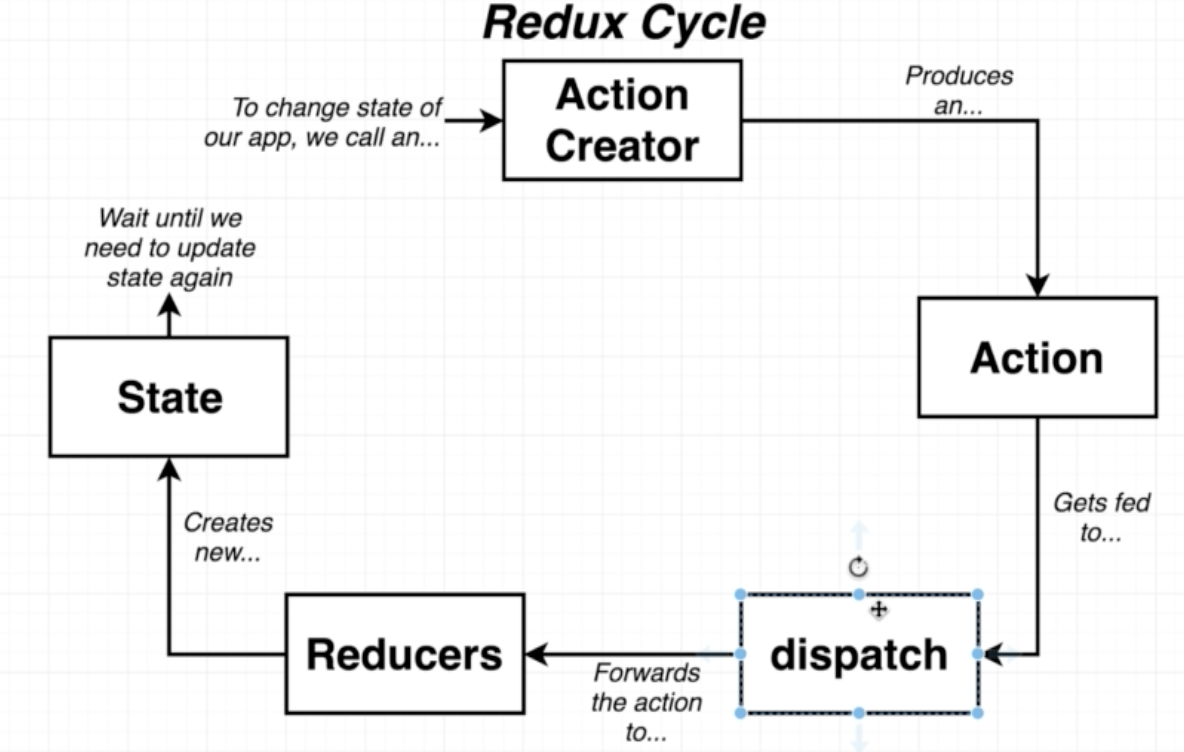 Redux Cycle
To change state of
our app, we call an...
Action
Creator
Produces
an...
Action
Gets fed
to...
dispatch
Forwards
the action
to...
Reducers
Creates
new...
State
Wait until we
need to update
state again